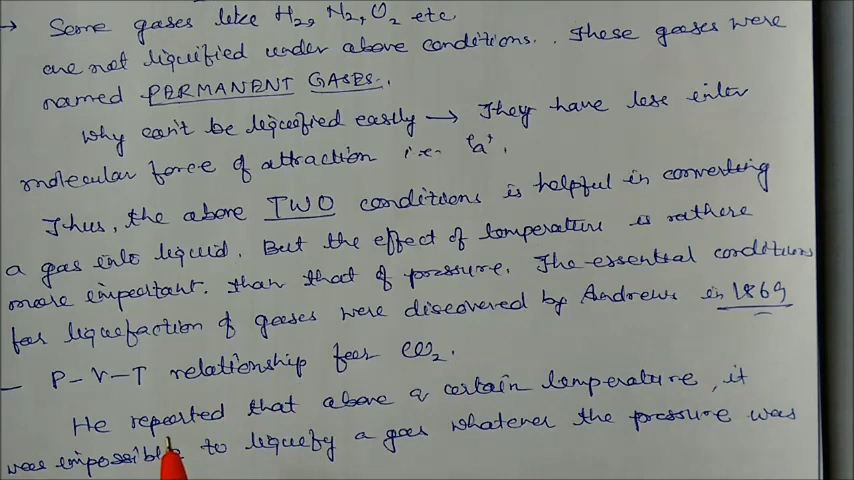 → Some gases like H2, N2, O2 etc
are not liquified under above conditions. These gases were
named PERMANENT GASES.
Why can't be liquefied easily → They have less inter
molecular force of attraction i.e. 'a'.
Thus, the above TWO conditions is helpful in converting
a gas into liquid. But the effect of temperature is rathere
more important. than that of pressure. The essential conditions
for liquefaction of gases were discovered by Andrews in 1869
- P-V-T relationship for CO2.
He reported that above a certain temperature, it
was impossible to liquefy a gas whatever the pressure was